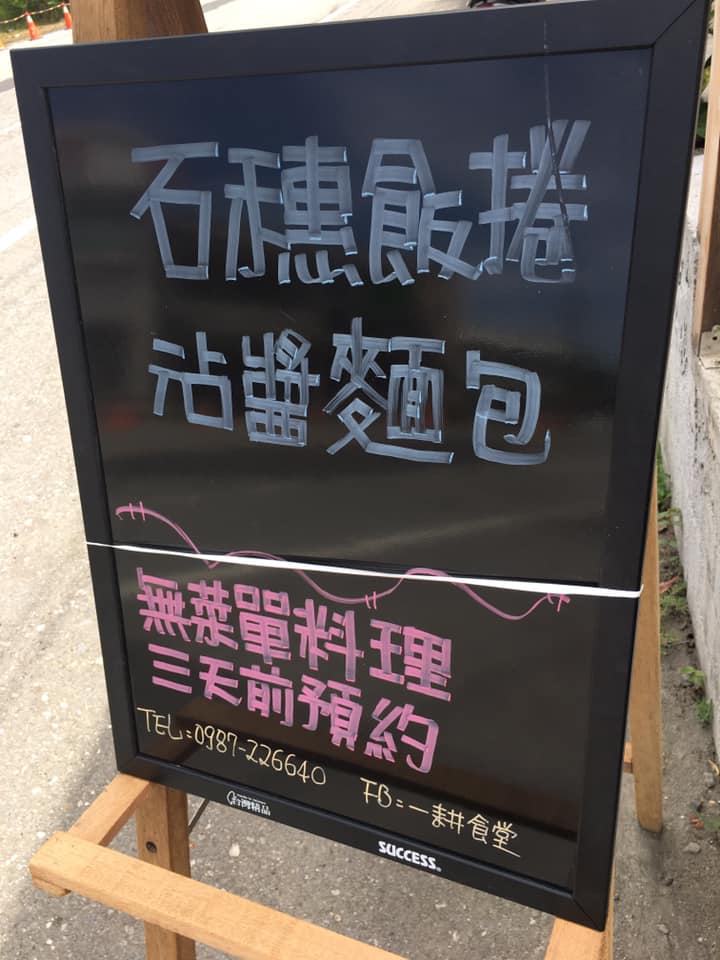 石穗飯捲
沾醬麵包
無菜單料理
三天前預約
TEL:0987-226640
FB:一耕食堂
台灣精品
SUCCESS®